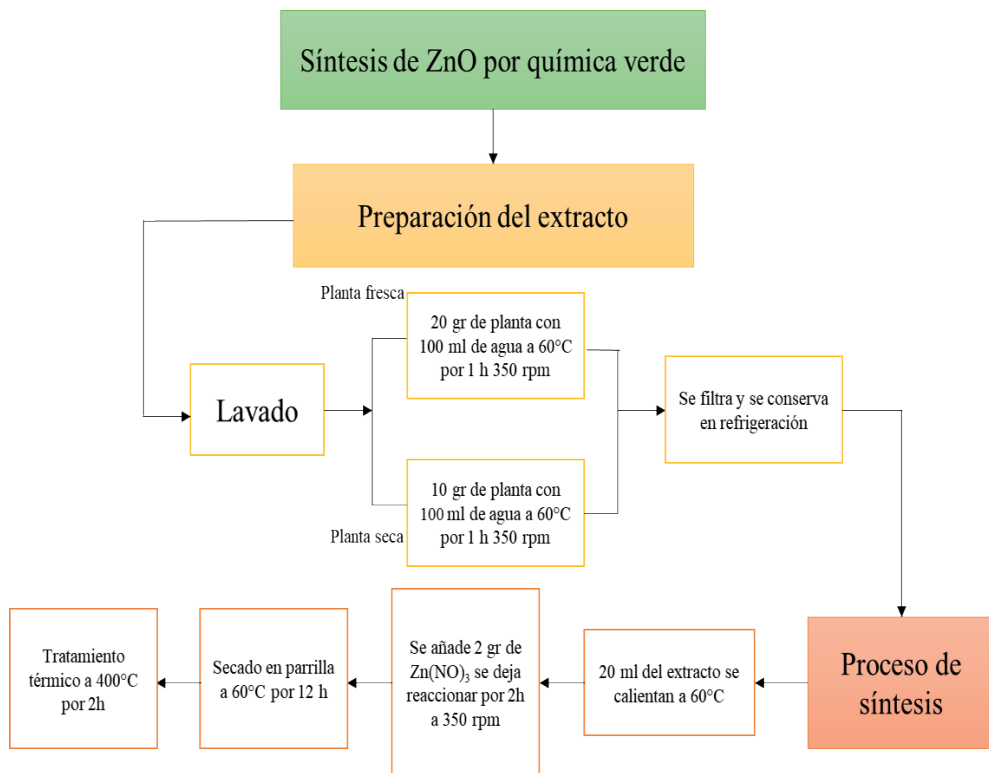 Síntesis de ZnO por química verde
Preparación del extracto
Planta fresca
20 gr de planta con
100 ml de agua a 60°C
por 1 h 350 rpm
Lavado
Se filtra y se conserva
en refrigeración
10 gr de planta con
100 ml de agua a 60°C
por 1 h 350 rpm
Planta seca
Proceso de
síntesis
20 ml del extracto se
calientan a 60°C
Se añade 2 gr de
Zn(NO)₃ se deja
reaccionar por 2h
a 350 rpm
Secado en parrilla
a 60°C por 12 h
Tratamiento
térmico a 400°C
por 2h